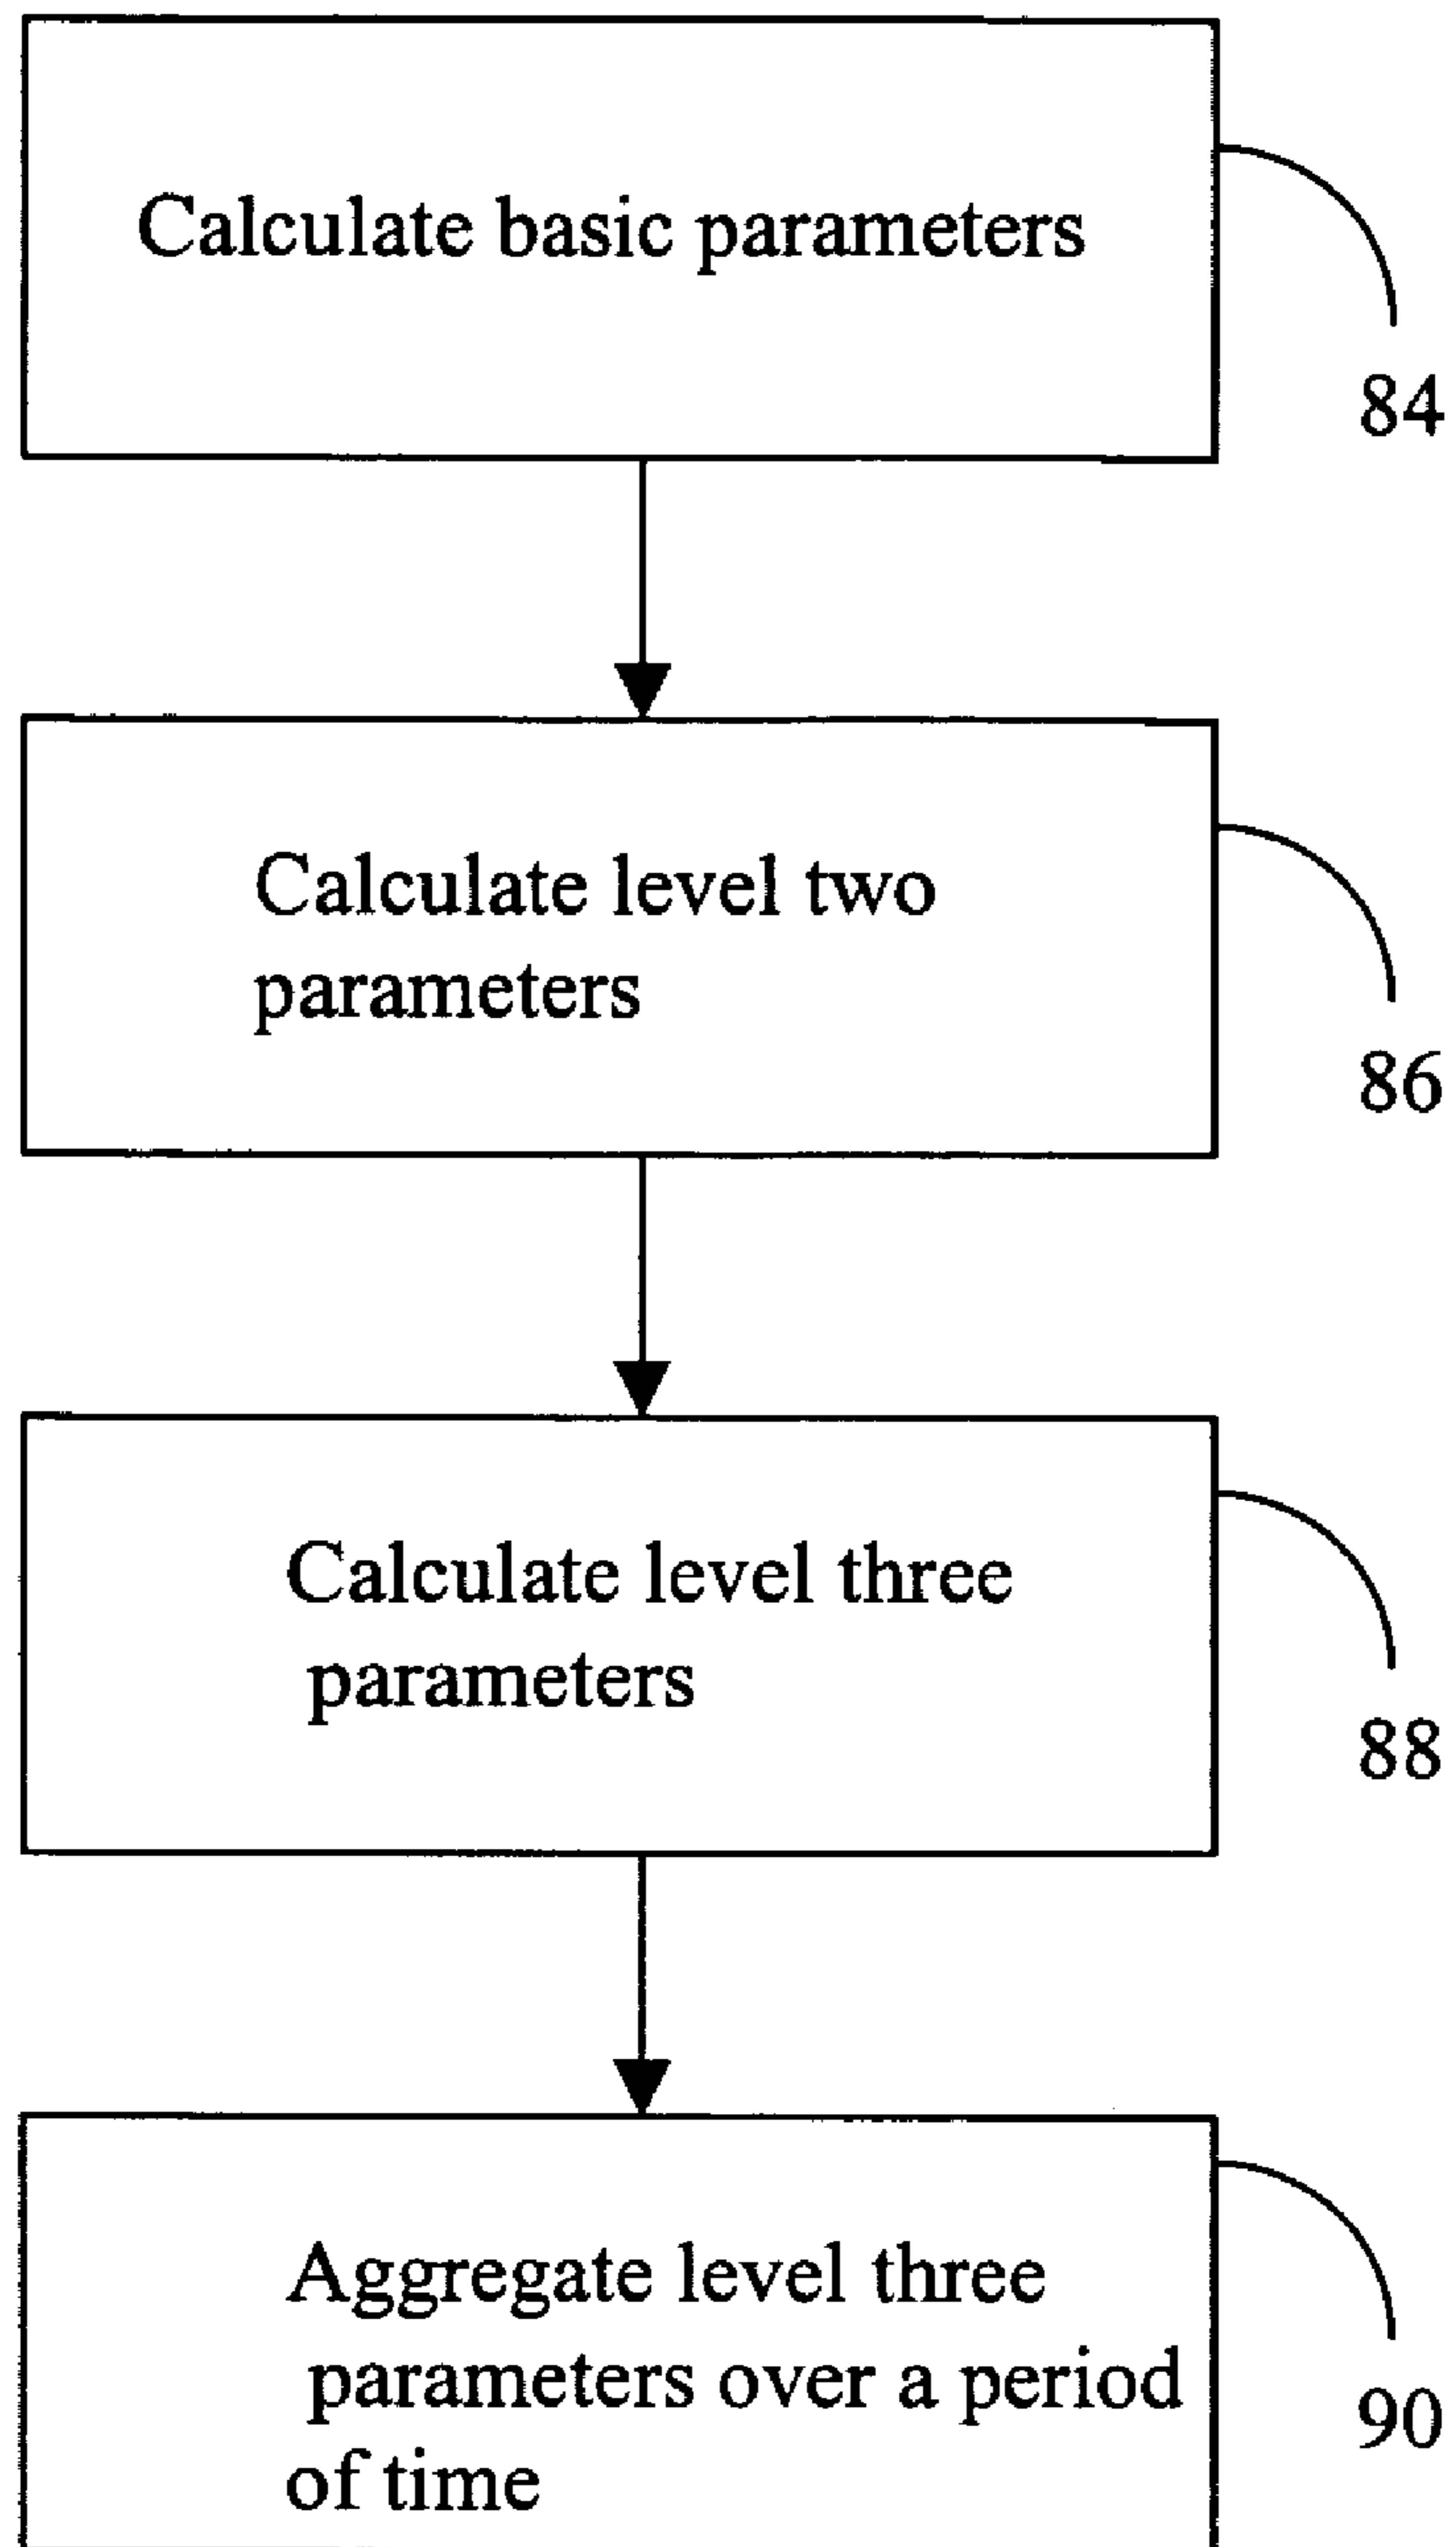 Calculate basic parameters
84
Calculate level two
parameters
86
Calculate level three
parameters
88
Aggregate level three
parameters over a period
of time
90